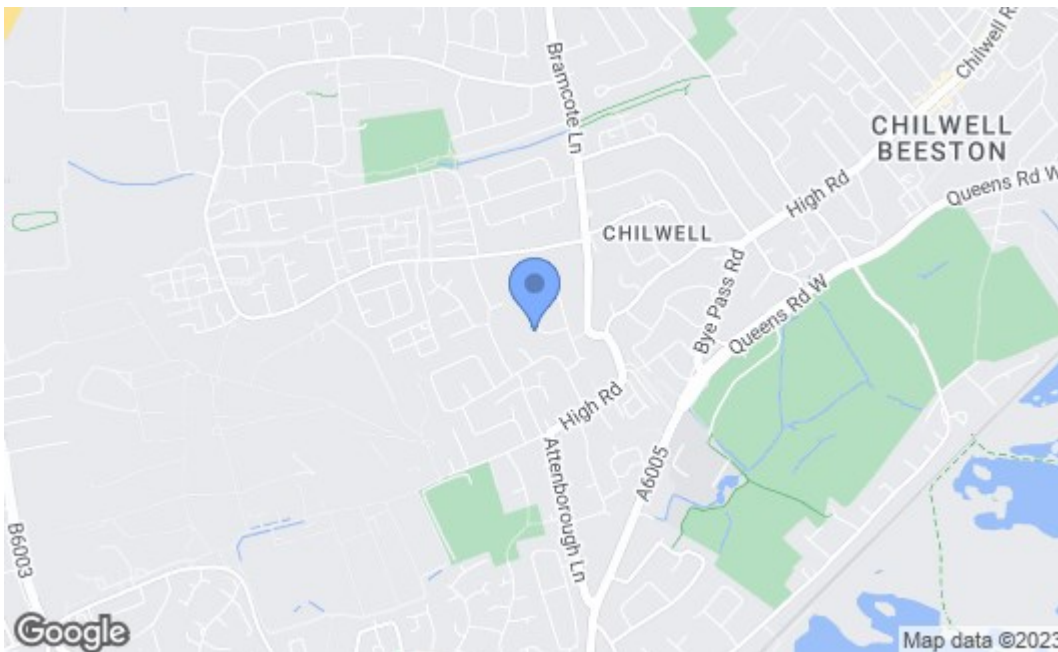 Bramcote Ln
Chilwell Rd
CHILWELL
BEESTON
High Rd
Queens Rd W
CHILWELL
Bye Pass Rd
Queens Rd W
High Rd
A6005
Attenborough Ln
B6003
Google
Map data ©2023